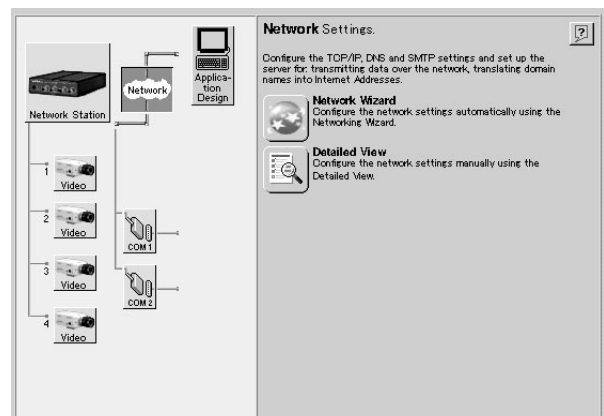 Network Station
Network
Applica-
tion
Design
1
Video
2
Video
3
Video
4
Video
COM 1
COM 2
Network Settings.
?
Configure the TCP/IP, DNS and SMTP settings and set up the
server for: transmitting data over the network, translating domain
names into Internet Addresses.
Network Wizard
Configure the network settings automatically using the
Networking Wizard.
Detailed View
Configure the network settings manually using the
Detailed View.